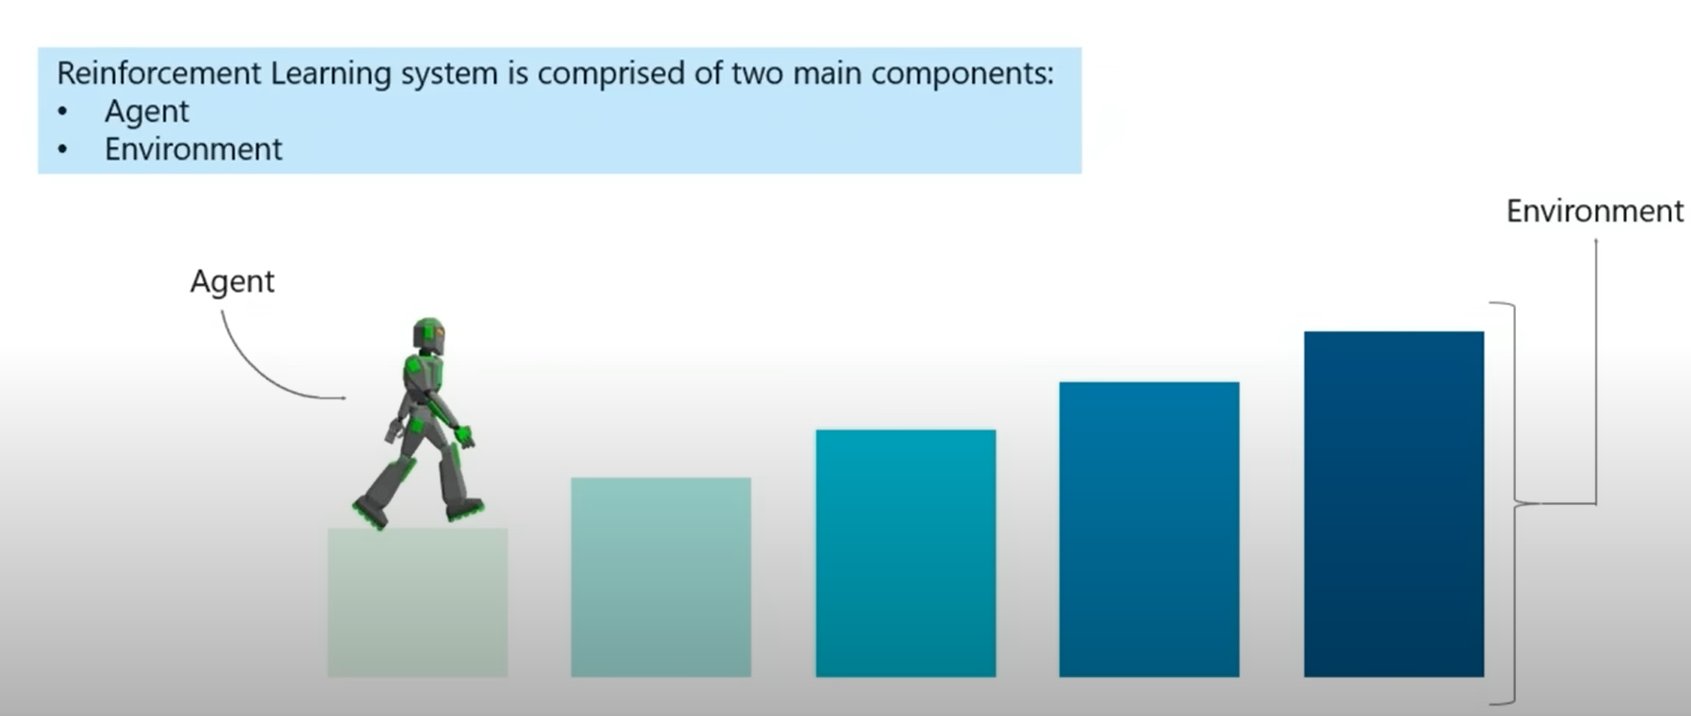 Reinforcement Learning system is comprised of two main components:
• Agent
• Environment
Environment
Agent